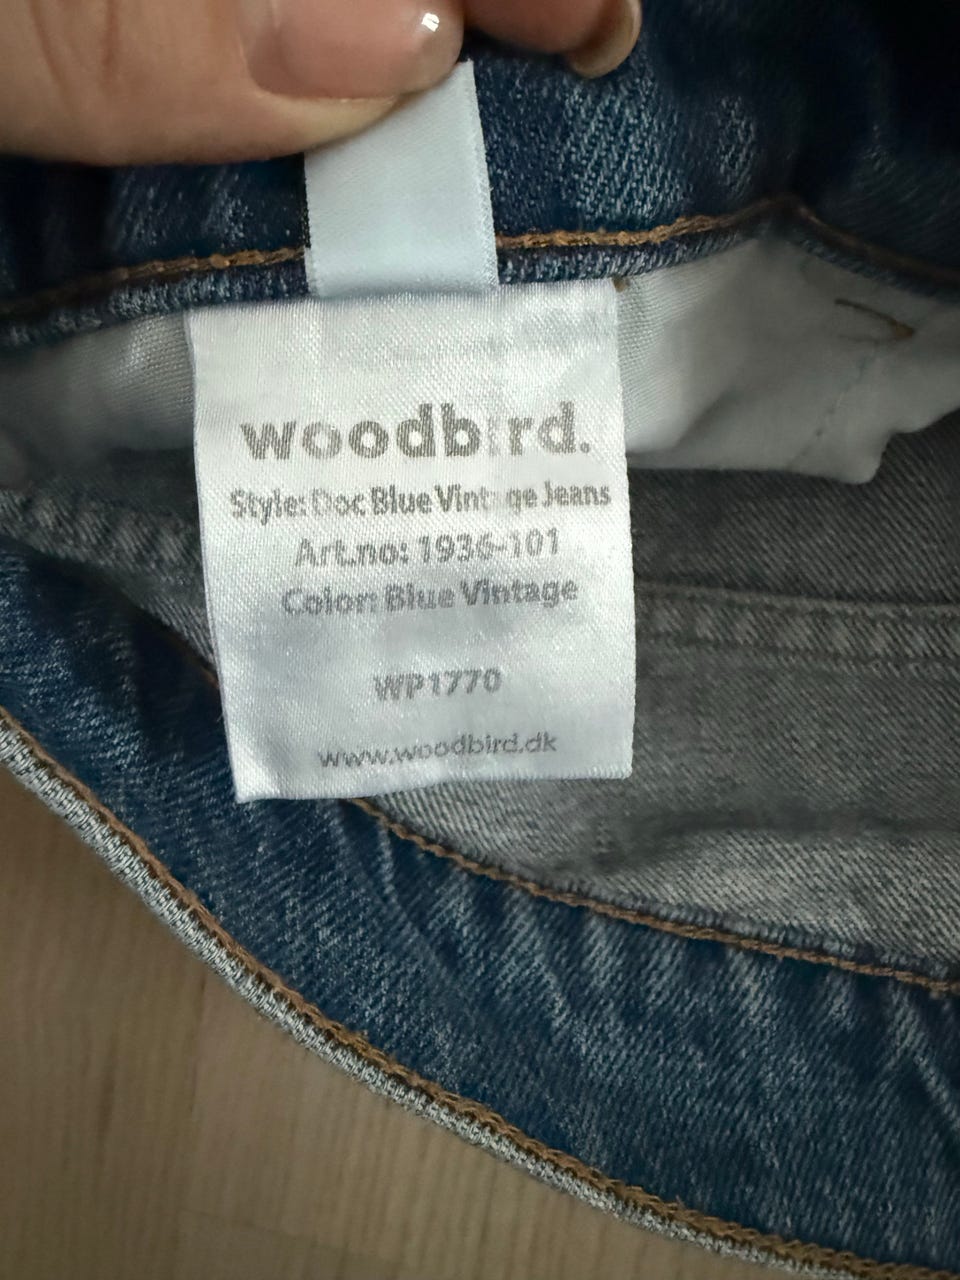 woodbird.
Style: Doc Blue Vintage Jeans
Art.no: 1936-101
Color: Blue Vintage
WP1770
www.woodbird.dk